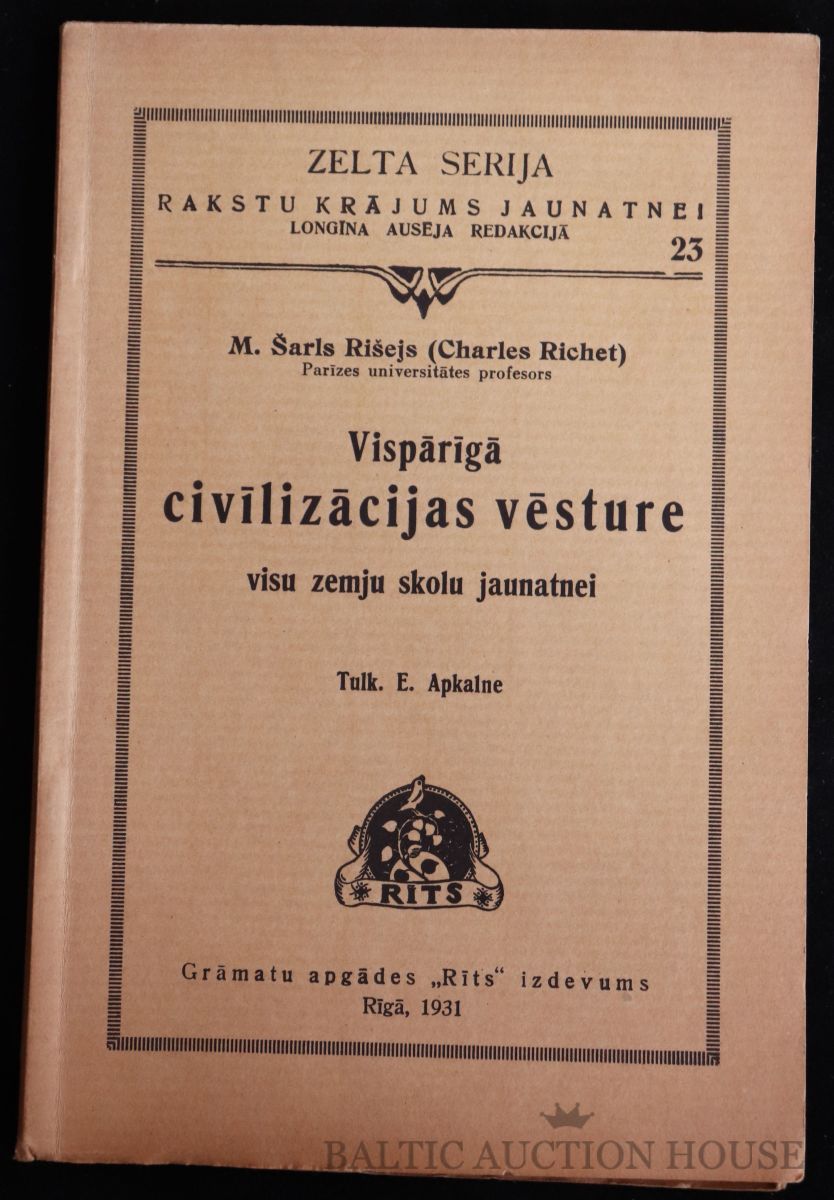 ZELTA SERIJA
RAKSTU KRĀJUMS JAUNATNEI
LONGĪNA AUSĒJA REDAKCIJĀ
23
M. Šarls Rišejs (Charles Richet)
Parīzes universitātes profesors
Vispārīgā
civīlizācijas vēsture
visu zemju skolu jaunatnei
Tulk. E. Apkalne
RĪTS
Grāmatu apgādes „Rīts“ izdevums
Rīgā, 1931
BALTIC AUCTION HOUSE